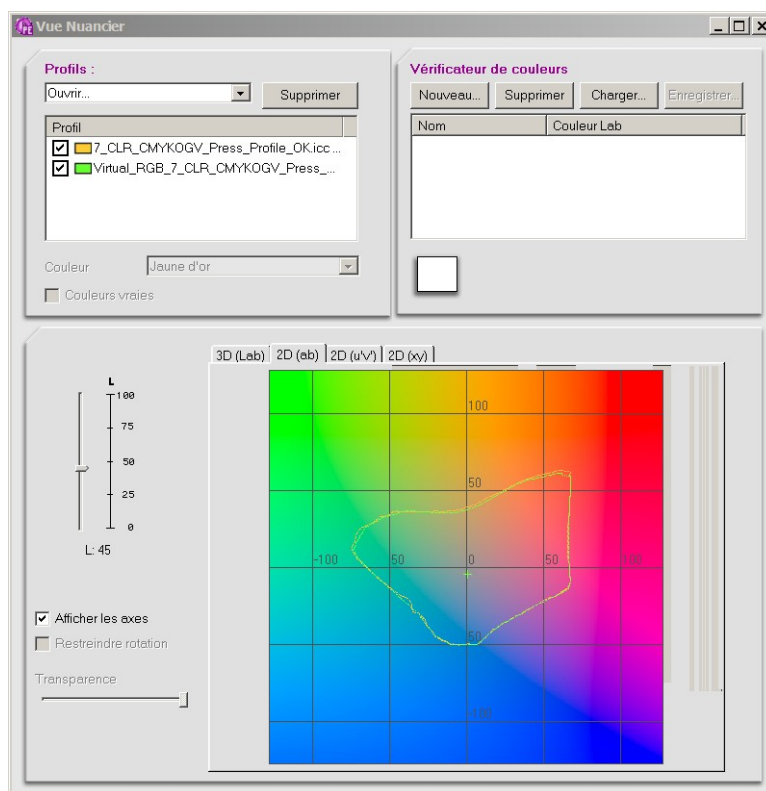 Vue Nuancier
Profils :
Ouvrir...
Supprimer
Profil
7_CLR_CMYKOGV_Press_Profile_OK.icc ...
Virtual_RGB_7_CLR_CMYKOGV_Press_...
Couleur
Jaune d'or
Couleurs vraies
Vérificateur de couleurs
Nouveau...
Supprimer
Charger...
Enregistrer...
Nom
Couleur Lab
3D (Lab)
2D (ab)
2D (u'v')
2D (xy)
L
100
75
50
25
0
L: 45
Afficher les axes
Restreindre rotation
Transparence
100
50
-100
50
0
50
100
50
-100